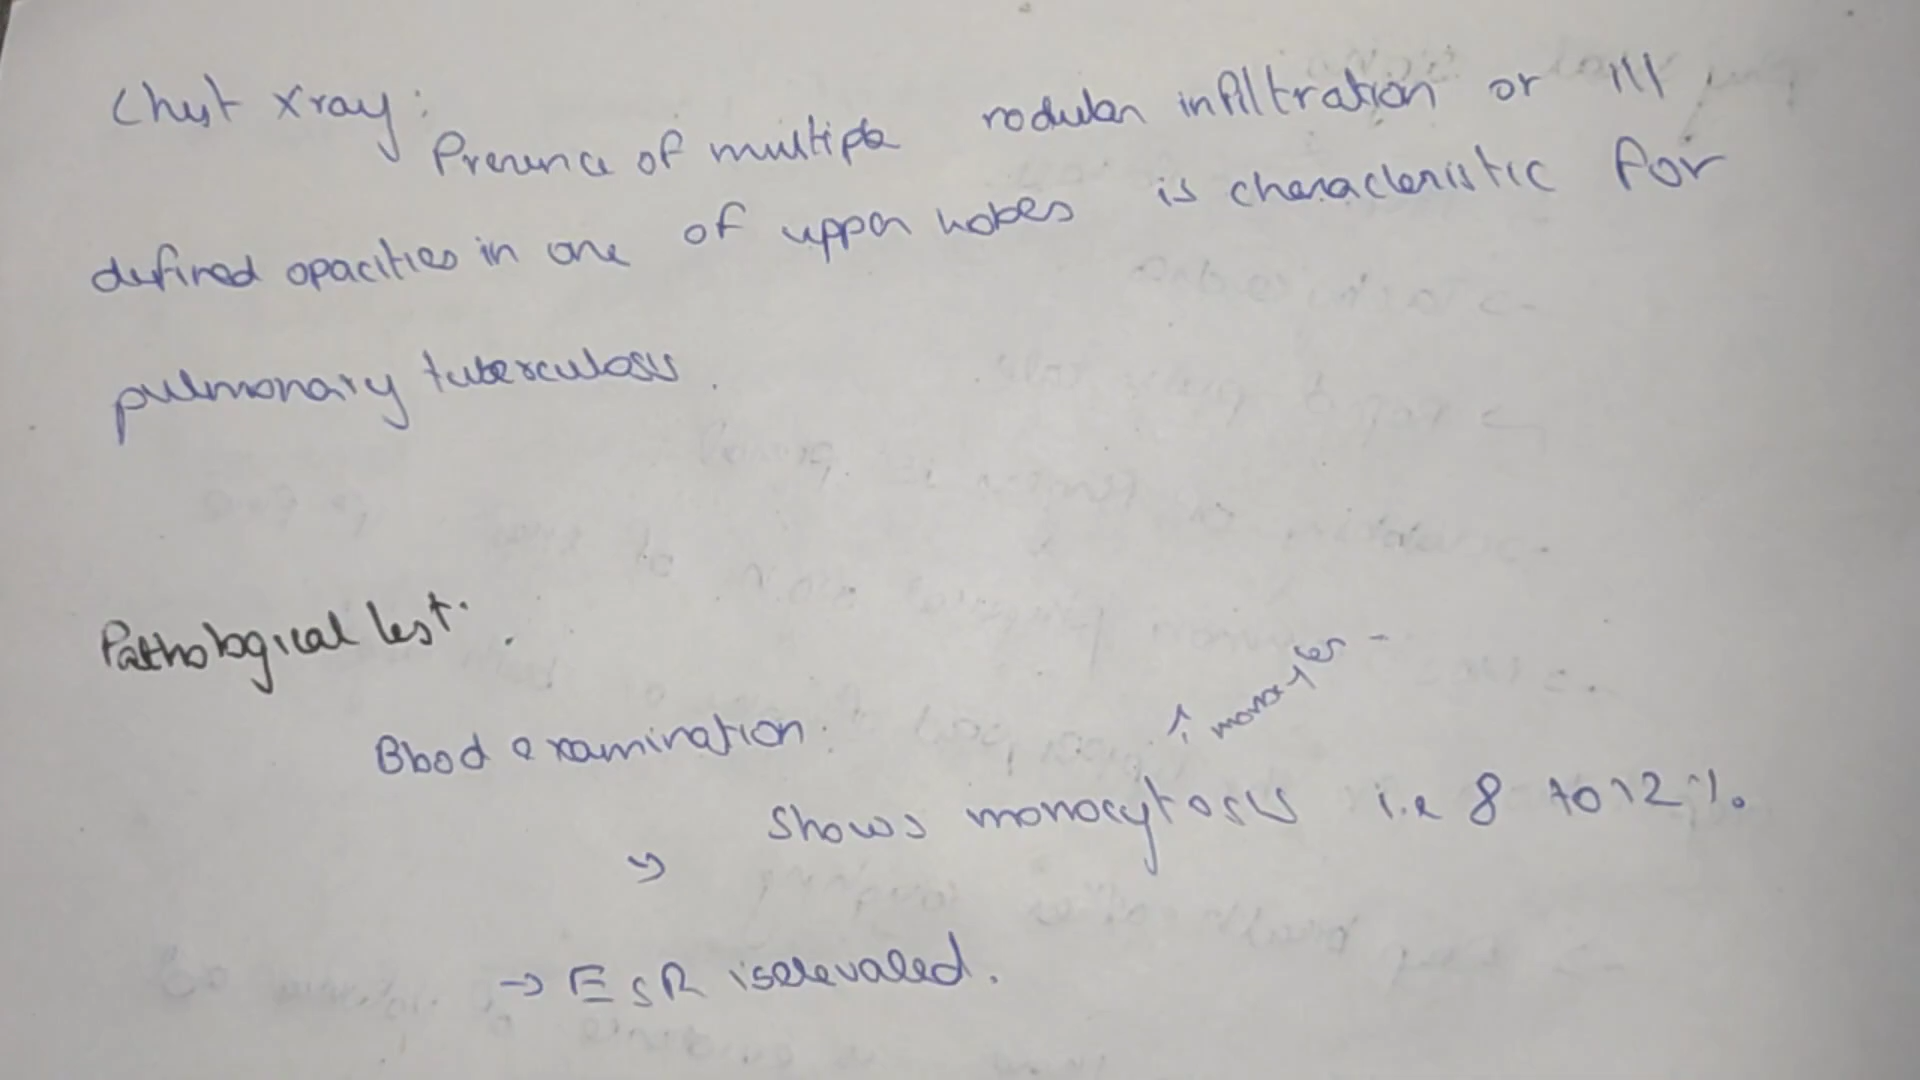 Chest Xray:
Presence of multiple nodular infiltration or ill
defined opacities in one of upper lobes is characteristic for
pulmonary tuberculosis.
Pathological test:
Blood examination:
↑ monocytes -
Shows monocytosis i.e 8 to 12%.
→ ESR is elevated.